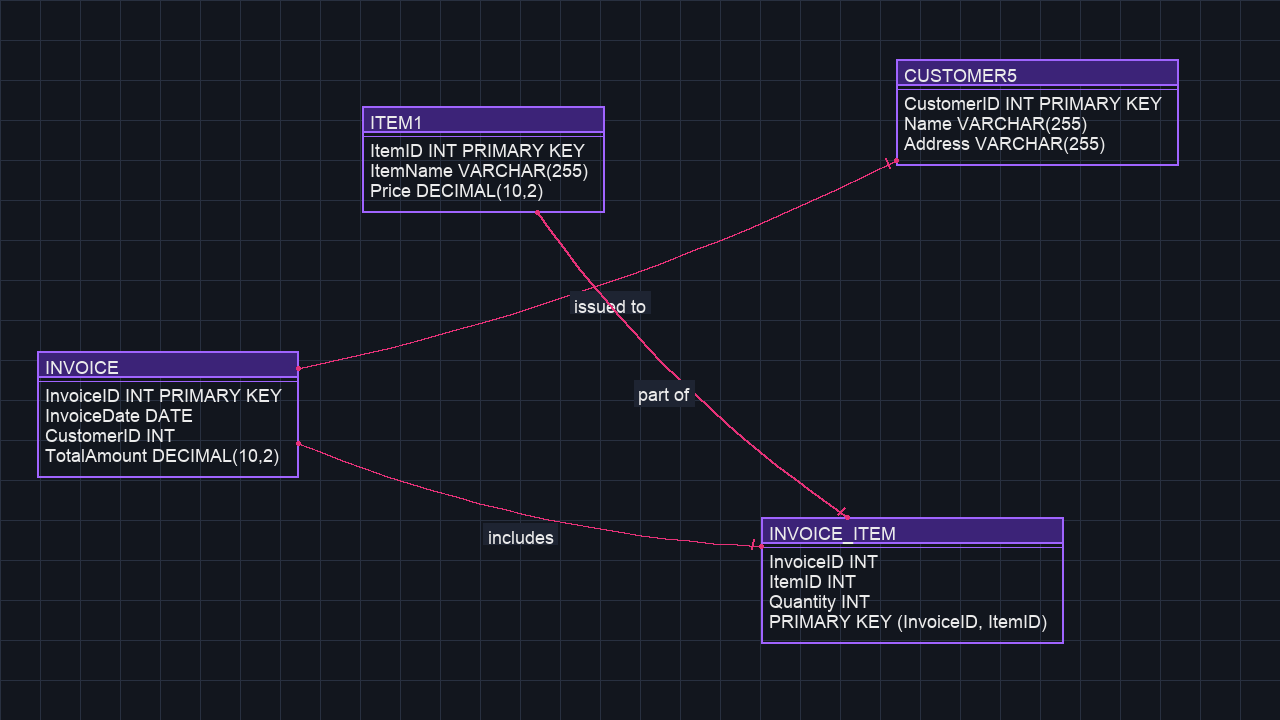 CUSTOMER5
CustomerID INT PRIMARY KEY
Name VARCHAR(255)
Address VARCHAR(255)
ITEM1
ItemID INT PRIMARY KEY
ItemName VARCHAR(255)
Price DECIMAL(10,2)
issued to
INVOICE
InvoiceID INT PRIMARY KEY
InvoiceDate DATE
CustomerID INT
TotalAmount DECIMAL(10,2)
part of
includes
INVOICE_ITEM
InvoiceID INT
ItemID INT
Quantity INT
PRIMARY KEY (InvoiceID, ItemID)